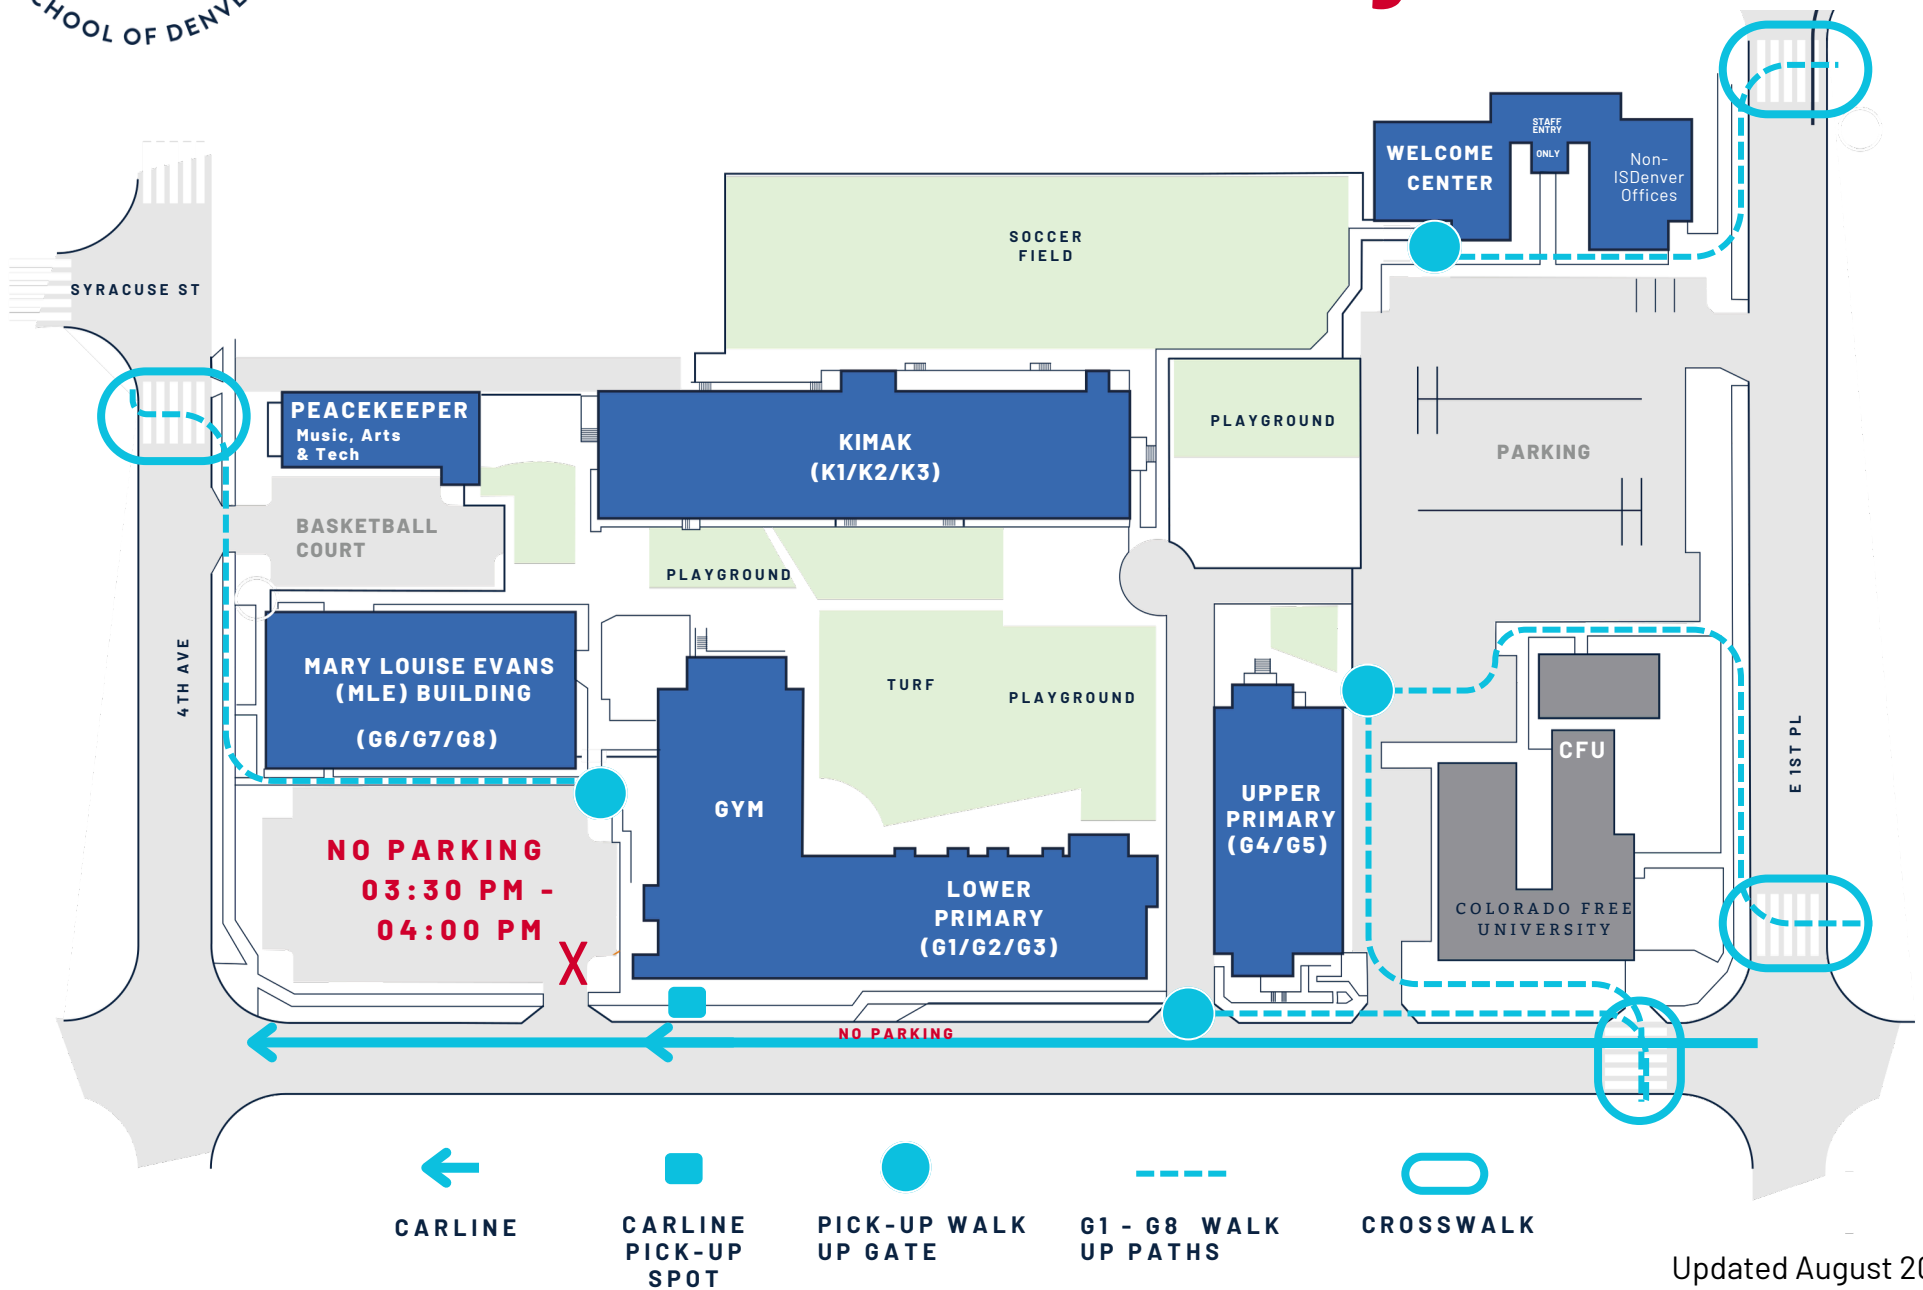 SCHOOL OF
STAFF
ENTRY
ONLY
WELCOME
CENTER
Non-
ISDenver
Offices
SOCCER
FIELD
SYRACUSE ST
PEACEKEEPER
Music, Arts
& Tech
KIMAK
(K1/K2/K3)
PLAYGROUND
PARKING
BASKETBALL
COURT
PLAYGROUND
4TH AVE
MARY LOUISE EVANS
(MLE) BUILDING
(G6/G7/G8)
TURF
PLAYGROUND
E 1ST PL
CFU
GYM
UPPER
PRIMARY
(G4/G5)
NO PARKING
03:30 PM -
04:00 PM
X
LOWER
PRIMARY
(G1/G2/G3)
COLORADO FREE
UNIVERSITY
NO PARKING
CARLINE
CARLINE
PICK-UP
SPOT
PICK-UP WALK
UP GATE
G1 - G8 WALK
UP PATHS
CROSSWALK
Updated August 20